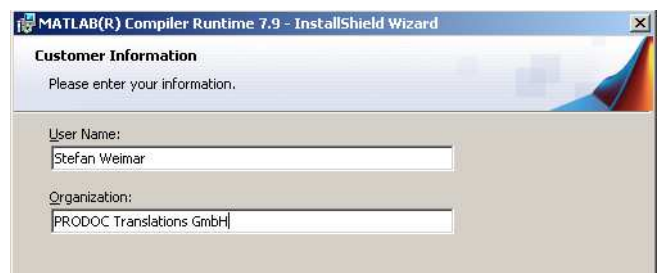 MATLAB(R) Compiler Runtime 7.9 - InstallShield Wizard
Customer Information
Please enter your information.
User Name:
Stefan Weimar
Organization:
PRODOC Translations GmbH